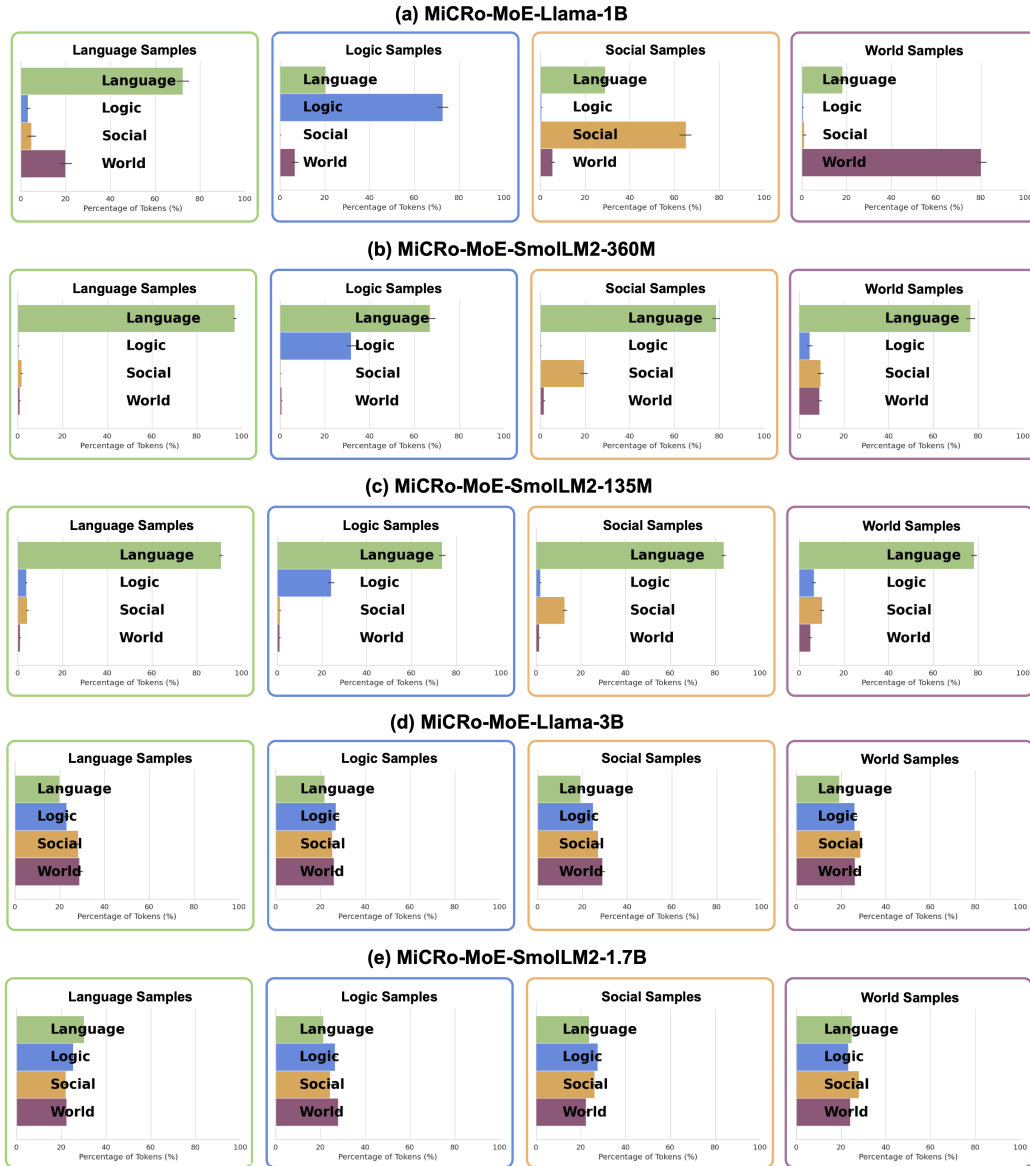 (a) MiCRo-MoE-Llama-1B
Language Samples
Language
Logic
Social
World
0 20 40 60 80 100
Percentage of Tokens (%)
Logic Samples
Language
Logic
Social
World
0 20 40 60 80 100
Percentage of Tokens (%)
Social Samples
Language
Logic
Social
World
0 20 40 60 80 100
Percentage of Tokens (%)
World Samples
Language
Logic
Social
World
0 20 40 60 80 100
Percentage of Tokens (%)
(b) MiCRo-MoE-SmolLM2-360M
Language Samples
Language
Logic
Social
World
0 20 40 60 80 100
Percentage of Tokens (%)
Logic Samples
Language
Logic
Social
World
0 20 40 60 80 100
Percentage of Tokens (%)
Social Samples
Language
Logic
Social
World
0 20 40 60 80 100
Percentage of Tokens (%)
World Samples
Language
Logic
Social
World
0 20 40 60 80 100
Percentage of Tokens (%)
(c) MiCRo-MoE-SmolLM2-135M
Language Samples
Language
Logic
Social
World
0 20 40 60 80 100
Percentage of Tokens (%)
Logic Samples
Language
Logic
Social
World
0 20 40 60 80 100
Percentage of Tokens (%)
Social Samples
Language
Logic
Social
World
0 20 40 60 80 100
Percentage of Tokens (%)
World Samples
Language
Logic
Social
World
0 20 40 60 80 100
Percentage of Tokens (%)
(d) MiCRo-MoE-Llama-3B
Language Samples
Language
Logic
Social
World
0 20 40 60 80 100
Percentage of Tokens (%)
Logic Samples
Language
Logic
Social
World
0 20 40 60 80 100
Percentage of Tokens (%)
Social Samples
Language
Logic
Social
World
0 20 40 60 80 100
Percentage of Tokens (%)
World Samples
Language
Logic
Social
World
0 20 40 60 80 100
Percentage of Tokens (%)
(e) MiCRo-MoE-SmolLM2-1.7B
Language Samples
Language
Logic
Social
World
0 20 40 60 80 100
Percentage of Tokens (%)
Logic Samples
Language
Logic
Social
World
0 20 40 60 80 100
Percentage of Tokens (%)
Social Samples
Language
Logic
Social
World
0 20 40 60 80 100
Percentage of Tokens (%)
World Samples
Language
Logic
Social
World
0 20 40 60 80 100
Percentage of Tokens (%)